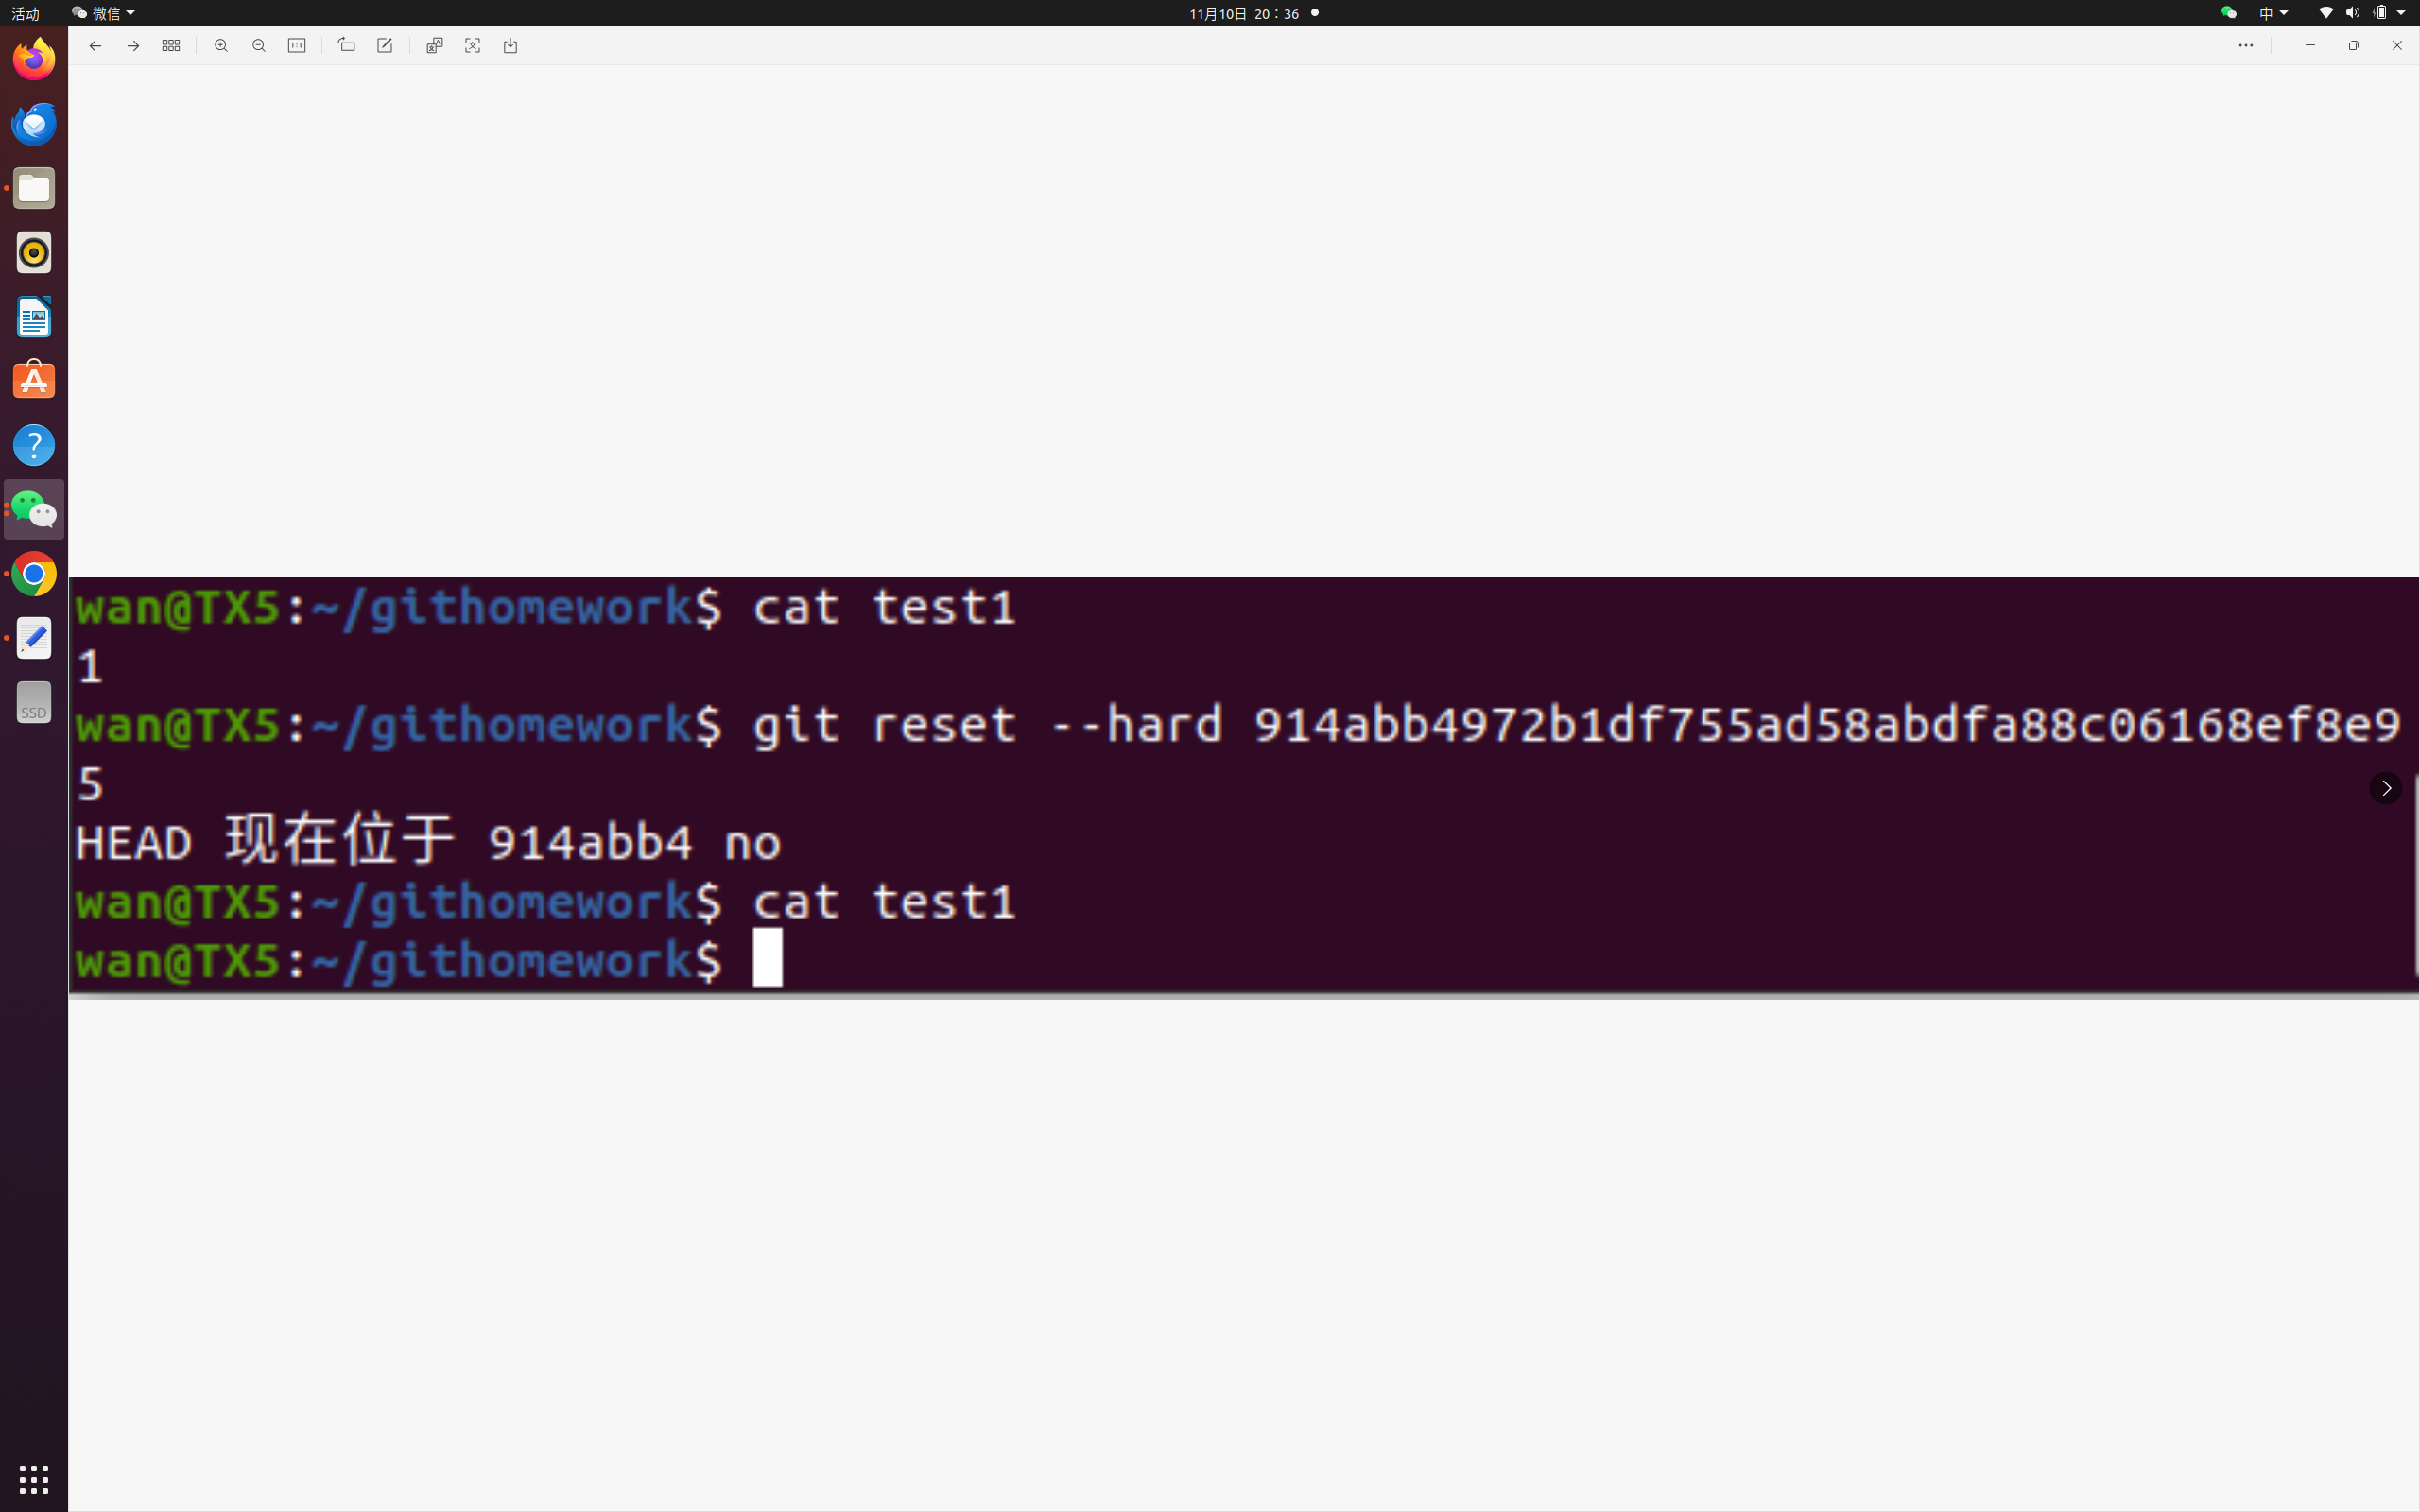 活动 微信 11月10日 20：36 中
wan@TX5:~/githomework$ cat test1
1
wan@TX5:~/githomework$ git reset --hard 914abb4972b1df755ad58abdfa88c06168ef8e9
5
HEAD 现在位于 914abb4 no
wan@TX5:~/githomework$ cat test1
wan@TX5:~/githomework$
SSD